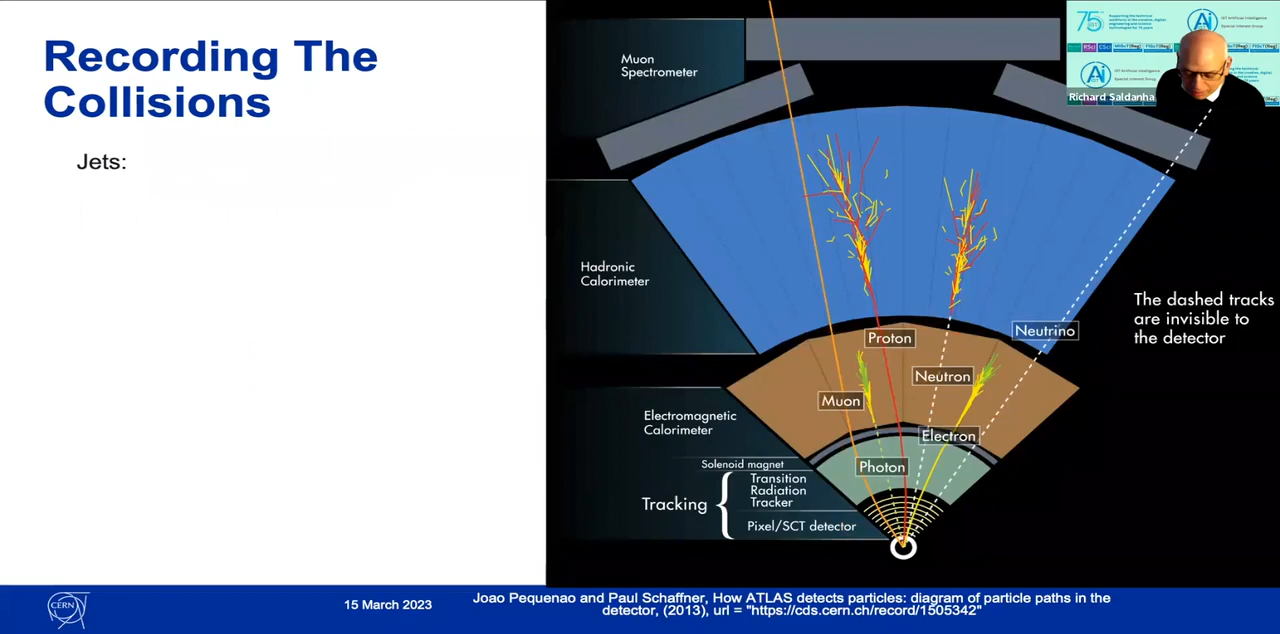 Recording The
Collisions
Jets:
Muon
Spectrometer
Hadronic
Calorimeter
Electromagnetic
Calorimeter
Solenoid magnet
Tracking
Transition
Radiation
Tracker
Pixel/SCT detector
Proton
Neutron
Muon
Electron
Photon
Neutrino
The dashed tracks
are invisible to
the detector
Richard Saldanha
CERN
15 March 2023
Joao Pequenao and Paul Schaffner, How ATLAS detects particles: diagram of particle paths in the
detector, (2013), url = "https://cds.cern.ch/record/1505342"